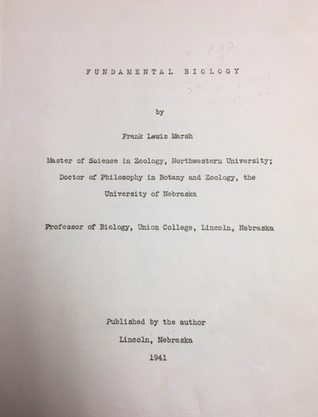 FUNDAMENTAL BIOLOGY
by
Frank Lewis Marsh
Master of Science in Zoology, Northwestern University;
Doctor of Philosophy in Botany and Zoology, the
University of Nebraska
Professor of Biology, Union College, Lincoln, Nebraska
Published by the author
Lincoln, Nebraska
1941